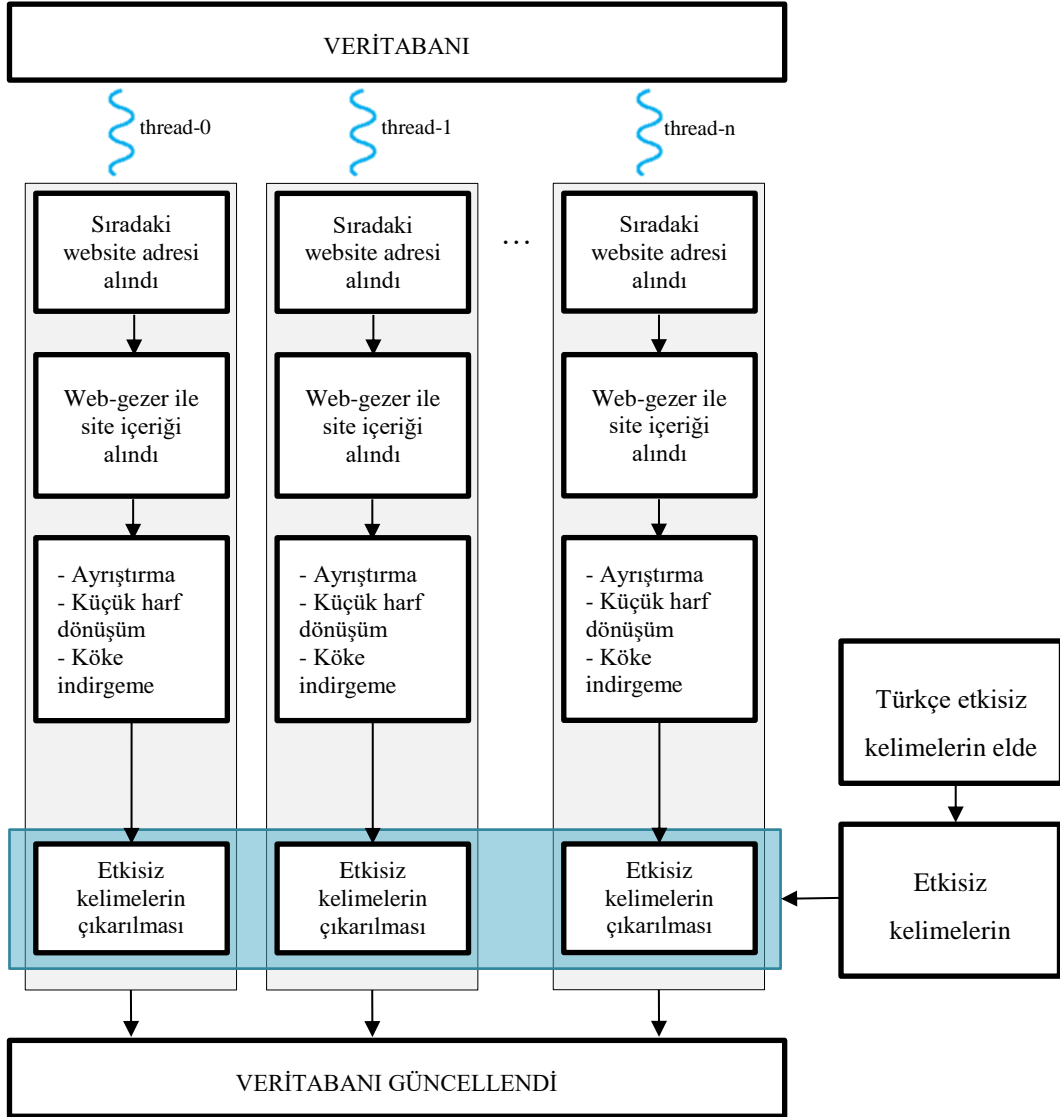 VERİTABANI
thread-0
thread-1
thread-n
Sıradaki
website adresi
alındı
Sıradaki
website adresi
alındı
...
Sıradaki
website adresi
alındı
Web-gezer ile
site içeriği
alındı
Web-gezer ile
site içeriği
alındı
Web-gezer ile
site içeriği
alındı
- Ayrıştırma
- Küçük harf
dönüşüm
- Köke
indirgeme
- Ayrıştırma
- Küçük harf
dönüşüm
- Köke
indirgeme
- Ayrıştırma
- Küçük harf
dönüşüm
- Köke
indirgeme
Türkçe etkisiz
kelimelerin elde
Etkisiz
kelimelerin
çıkarılması
Etkisiz
kelimelerin
çıkarılması
Etkisiz
kelimelerin
çıkarılması
Etkisiz
kelimelerin
VERİTABANI GÜNCELLENDİ